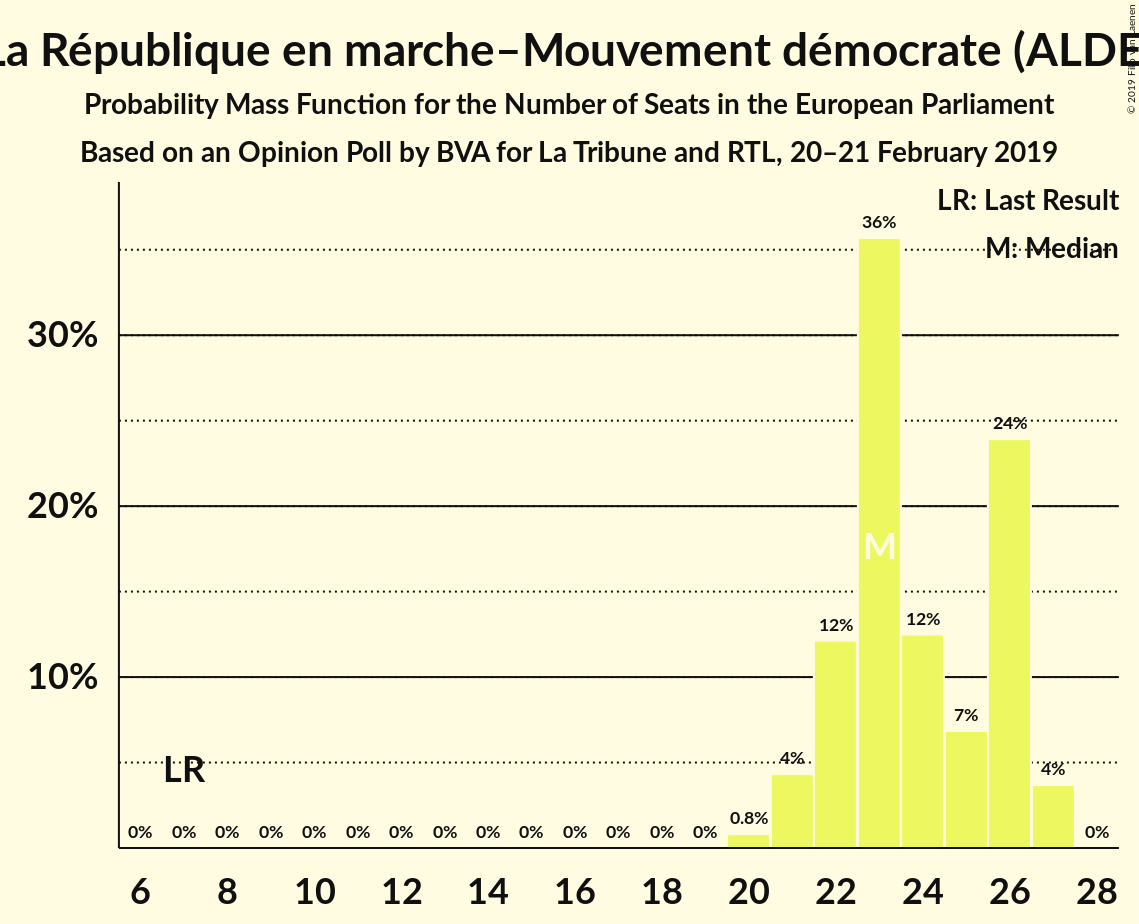 La République en marche–Mouvement démocrate (ALDE
© 2019 Filip van Laenen
Probability Mass Function for the Number of Seats in the European Parliament
Based on an Opinion Poll by BVA for La Tribune and RTL, 20–21 February 2019
LR: Last Result
M: Median
30%
20%
10%
36%
24%
12%
12%
7%
4%
4%
0.8%
M
LR
0% 0% 0% 0% 0% 0% 0% 0% 0% 0% 0% 0% 0% 0% 0%
6 8 10 12 14 16 18 20 22 24 26 28